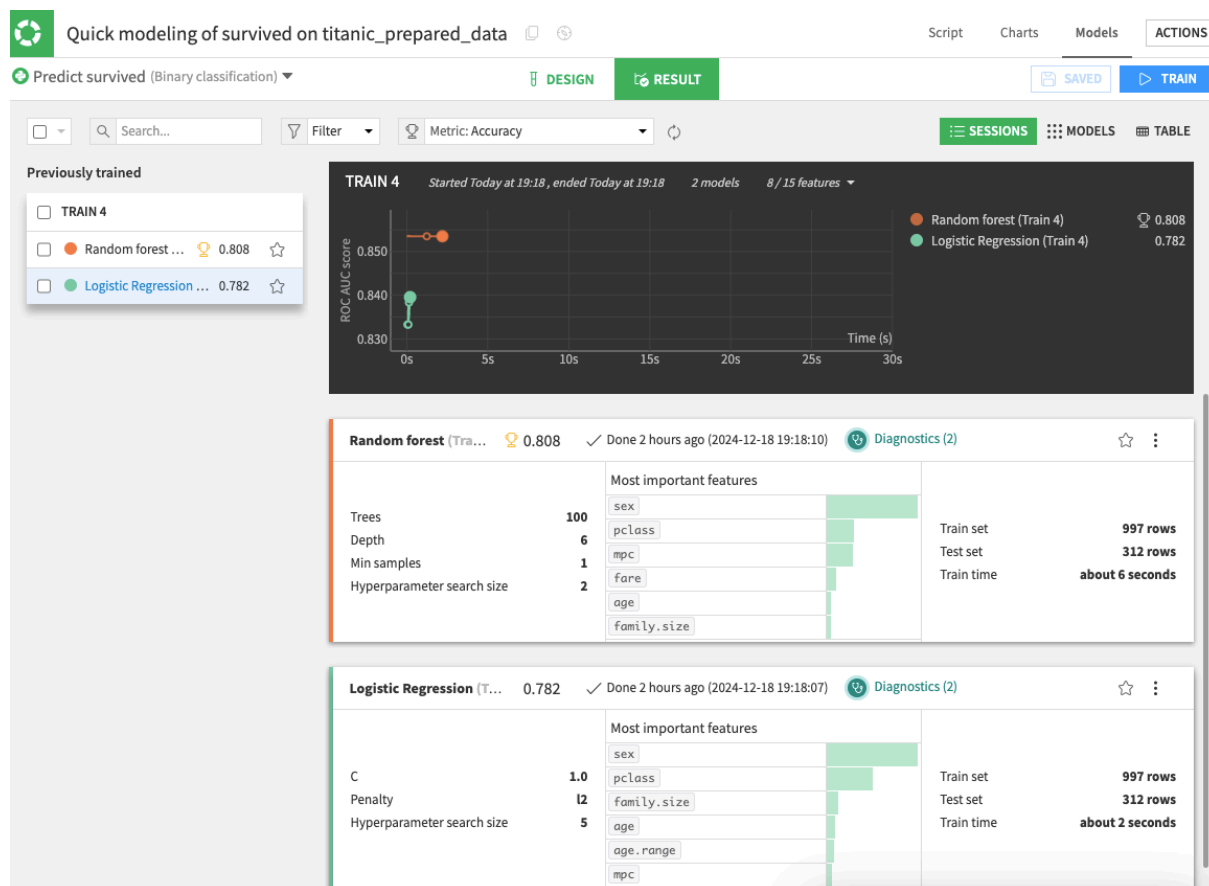 Quick modeling of survived on titanic_prepared_data
Script Charts Models ACTIONS
Predict survived (Binary classification)
DESIGN RESULT
SAVED TRAIN
Search... Filter Metric: Accuracy
SESSIONS MODELS TABLE
Previously trained
TRAIN 4
Random forest ... 0.808
Logistic Regression ... 0.782
TRAIN 4 Started Today at 19:18 , ended Today at 19:18 2 models 8 / 15 features
ROC AUC score
0.850
0.840
0.830
Time (s)
0s 5s 10s 15s 20s 25s 30s
Random forest (Train 4) 0.808
Logistic Regression (Train 4) 0.782
Random forest (Tra... 0.808 Done 2 hours ago (2024-12-18 19:18:10) Diagnostics (2)
Trees 100
Depth 6
Min samples 1
Hyperparameter search size 2
Most important features
sex
pclass
mpc
fare
age
family.size
Train set 997 rows
Test set 312 rows
Train time about 6 seconds
Logistic Regression (T... 0.782 Done 2 hours ago (2024-12-18 19:18:07) Diagnostics (2)
C 1.0
Penalty l2
Hyperparameter search size 5
Most important features
sex
pclass
family.size
age
age.range
mpc
Train set 997 rows
Test set 312 rows
Train time about 2 seconds